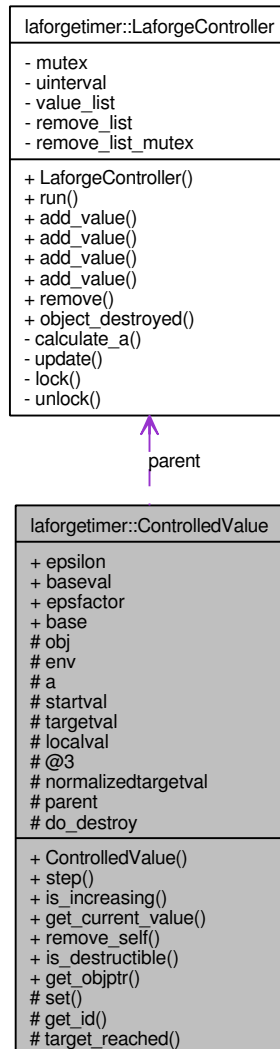 laforgetimer::LaforgeController
- mutex
- uinterval
- value_list
- remove_list
- remove_list_mutex
+ LaforgeController()
+ run()
+ add_value()
+ add_value()
+ add_value()
+ add_value()
+ remove()
+ object_destroyed()
- calculate_a()
- update()
- lock()
- unlock()
parent
laforgetimer::ControlledValue
+ epsilon
+ baseval
+ epsfactor
+ base
# obj
# env
# a
# startval
# targetval
# localval
# @3
# normalizedtargetval
# parent
# do_destroy
+ ControlledValue()
+ step()
+ is_increasing()
+ get_current_value()
+ remove_self()
+ is_destructible()
+ get_objptr()
# set()
# get_id()
# target_reached()